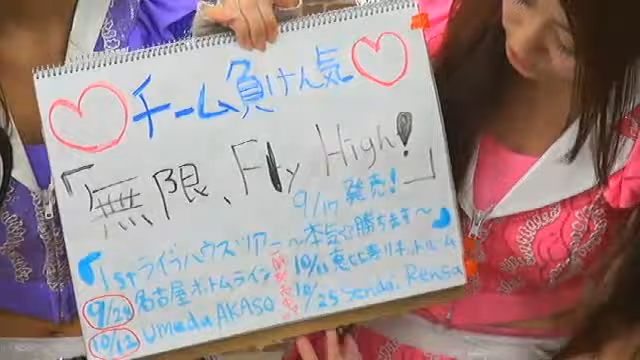 チーム負けん気
「無限、Fly High!」
9/17 発売!
1stライブハウスツアー
〜本気で勝ちます〜
9/24 名古屋ボトムライン
10/11 恵比寿リキッドルーム
10/12 Umeda AKASO
10/25 Sendai Rensa